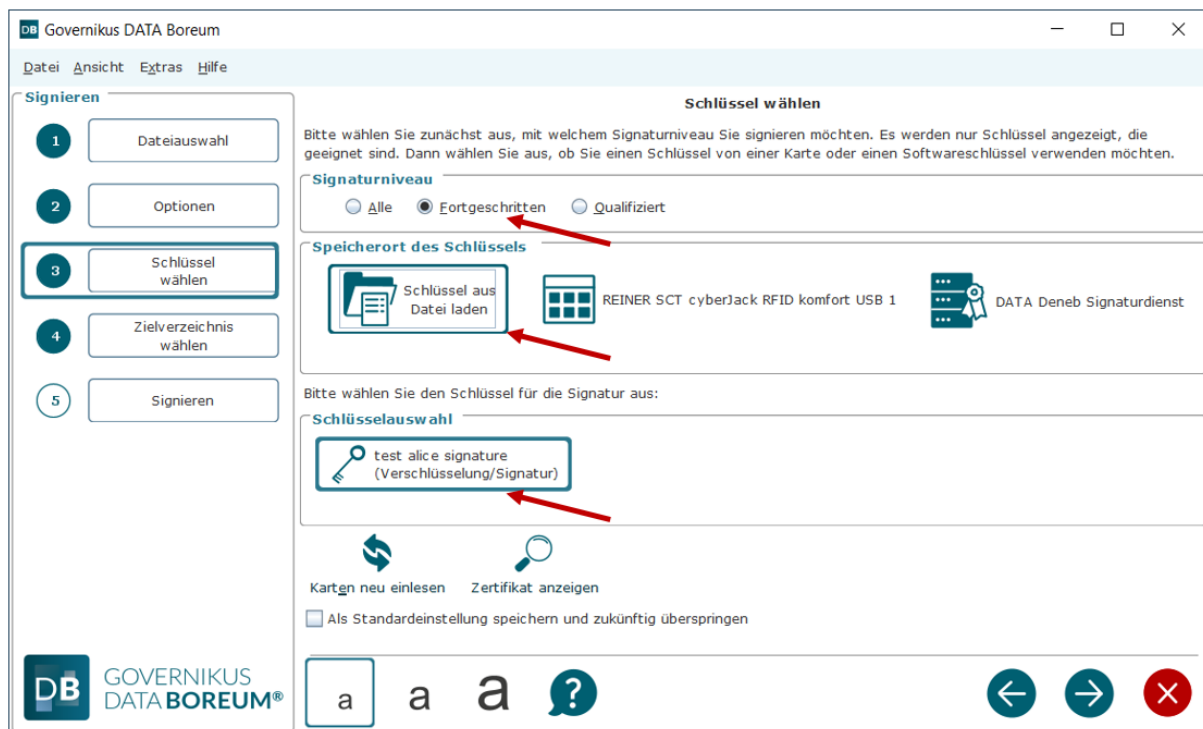 DB Governikus DATA Boreum
Datei Ansicht Extras Hilfe
Signieren
1 Dateiauswahl
2 Optionen
3 Schlüssel
wählen
4 Zielverzeichnis
wählen
5 Signieren
Schlüssel wählen
Bitte wählen Sie zunächst aus, mit welchem Signaturniveau Sie signieren möchten. Es werden nur Schlüssel angezeigt, die
geeignet sind. Dann wählen Sie aus, ob Sie einen Schlüssel von einer Karte oder einen Softwareschlüssel verwenden möchten.
Signaturniveau
Alle Fortgeschritten Qualifiziert
Speicherort des Schlüssels
Schlüssel aus
Datei laden
REINER SCT cyberJack RFID komfort USB 1
DATA Deneb Signaturdienst
Bitte wählen Sie den Schlüssel für die Signatur aus:
Schlüsselauswahl
test alice signature
(Verschlüsselung/Signatur)
Karten neu einlesen Zertifikat anzeigen
Als Standardeinstellung speichern und zukünftig überspringen
DB GOVERNIKUS
DATA BOREUM®
a a a ?